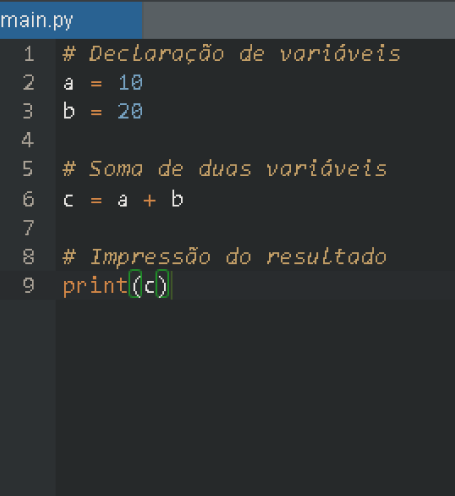 main.py
1 # Declaração de variáveis
2 a = 10
3 b = 20
4
5 # Soma de duas variáveis
6 c = a + b
7
8 # Impressão do resultado
9 print(c)